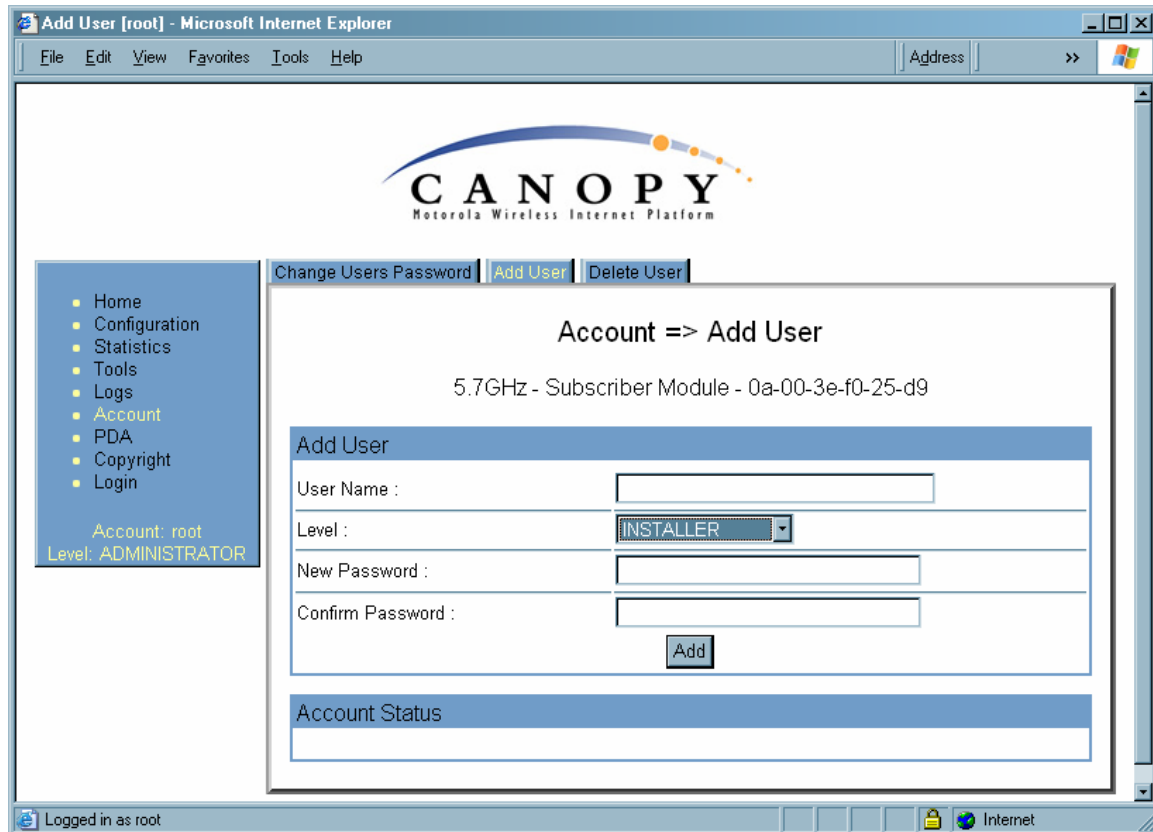 Add User [root] - Microsoft Internet Explorer
File Edit View Favorites Tools Help Address »
CANOPY
Motorola Wireless Internet Platform
Change Users Password Add User Delete User
Home
Configuration
Statistics
Tools
Logs
Account
PDA
Copyright
Login
Account: root
Level: ADMINISTRATOR
Account => Add User
5.7GHz - Subscriber Module - 0a-00-3e-f0-25-d9
Add User
User Name :
Level : INSTALLER
New Password :
Confirm Password :
Add
Account Status
Logged in as root Internet